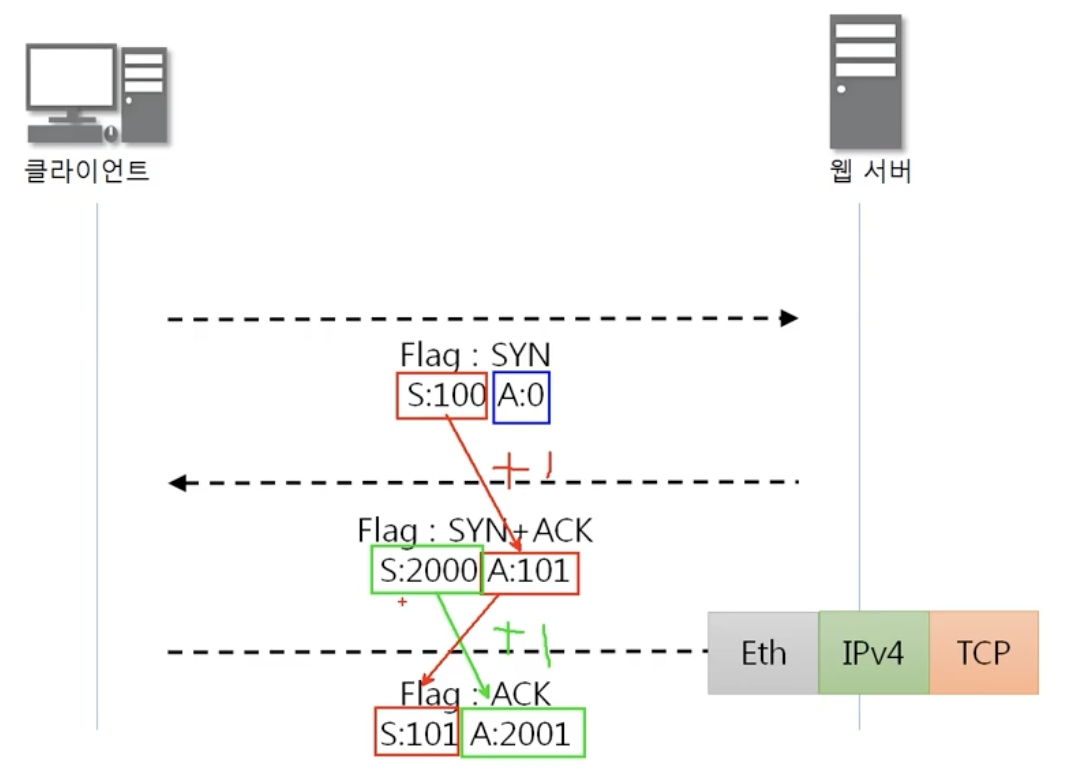 클라이언트
웹 서버
Flag : SYN
S:100 A:0
+1
Flag : SYN+ACK
S:2000 A:101
+1
Eth IPv4 TCP
Flag : ACK
S:101 A:2001